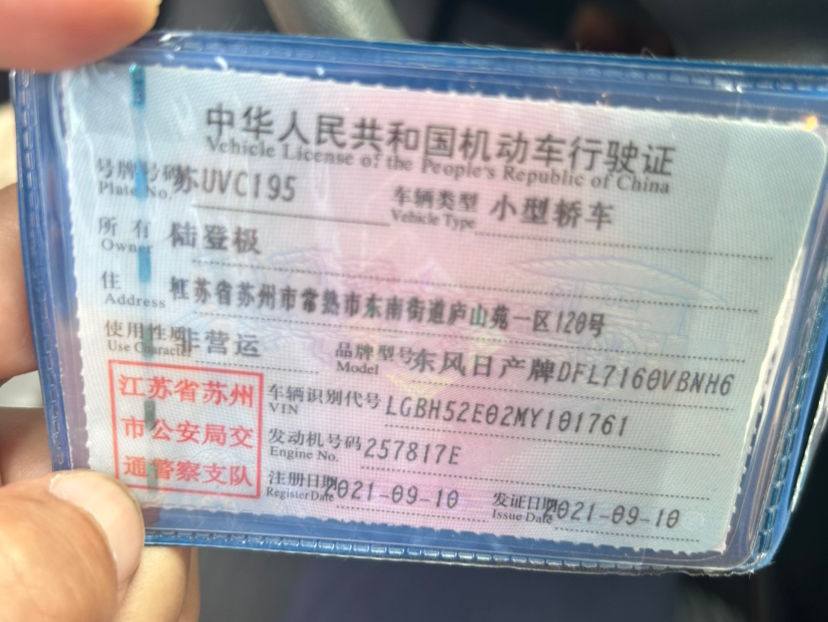 中华人民共和国机动车行驶证
Vehicle License of the People's Republic of China
号牌号码 苏UVC195 车辆类型 小型轿车
Plate No. Vehicle Type
所有 陆登极
Owner
住 江苏省苏州市常熟市东南街道庐山苑一区120号
Address
使用性质 非营运 品牌型号 东风日产牌DFL7160VBNH6
Use Character Model
江苏省苏州
市公安局交
通警察支队
车辆识别代号 LGBH52E02MY101761
VIN
发动机号码 257817E
Engine No.
注册日期 2021-09-10 发证日期 2021-09-10
Register Date Issue Date